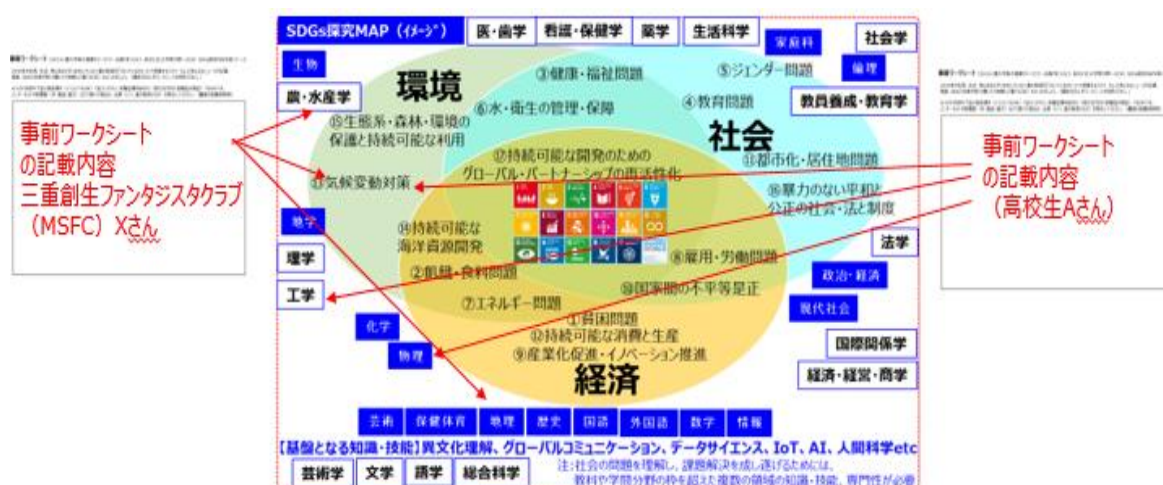 SDGs探究MAP（ｲﾒｰｼﾞ）
医・歯学
看護・保健学
薬学
生活科学
家庭科
社会学
生物
環境
③健康・福祉問題
⑤ジェンダー問題
倫理
農・水産学
⑥水・衛生の管理・保障
④教育問題
教員養成・教育学
⑮生態系・森林・環境の
保護と持続可能な利用
社会
事前ワークシート
の記載内容
三重創生ファンタジスタクラブ
（MSFC）Xさん
⑰持続可能な開発のための
グローバル・パートナーシップの再活性化
⑪都市化・居住地問題
事前ワークシート
の記載内容
（高校生Aさん）
⑬気候変動対策
⑯暴力のない平和と
公正の社会・法と制度
地学
⑭持続可能な
海洋資源開発
法学
理学
⑧雇用・労働問題
②飢餓・食料問題
政治・経済
工学
⑩国家間の不平等是正
⑦エネルギー問題
現代社会
化学
①貧困問題
⑫持続可能な消費と生産
国際関係学
物理
⑨産業化促進・イノベーション推進
経済
経済・経営・商学
芸術
保健体育
地理
歴史
国語
外国語
数学
情報
【基盤となる知識・技能】異文化理解、グローバルコミュニケーション、データサイエンス、IoT、AI、人間科学etc
芸術学
文学
語学
総合科学
注：社会の問題を理解し、課題解決を成し遂げるためには、
教科や学問分野の枠を超えた複数の領域の知識・技能、専門性が必要